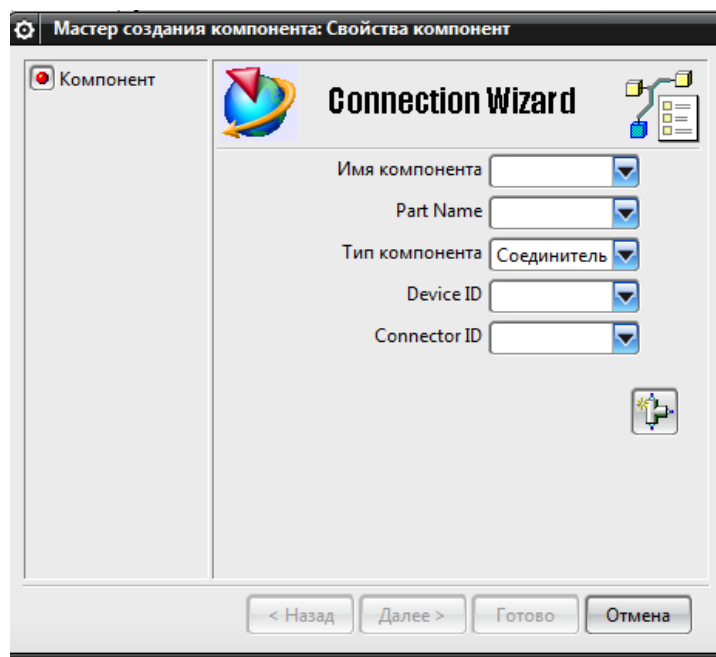 Мастер создания компонента: Свойства компонент
Компонент
Connection Wizard
Имя компонента
Part Name
Тип компонента Соединитель
Device ID
Connector ID
< Назад Далее > Готово Отмена